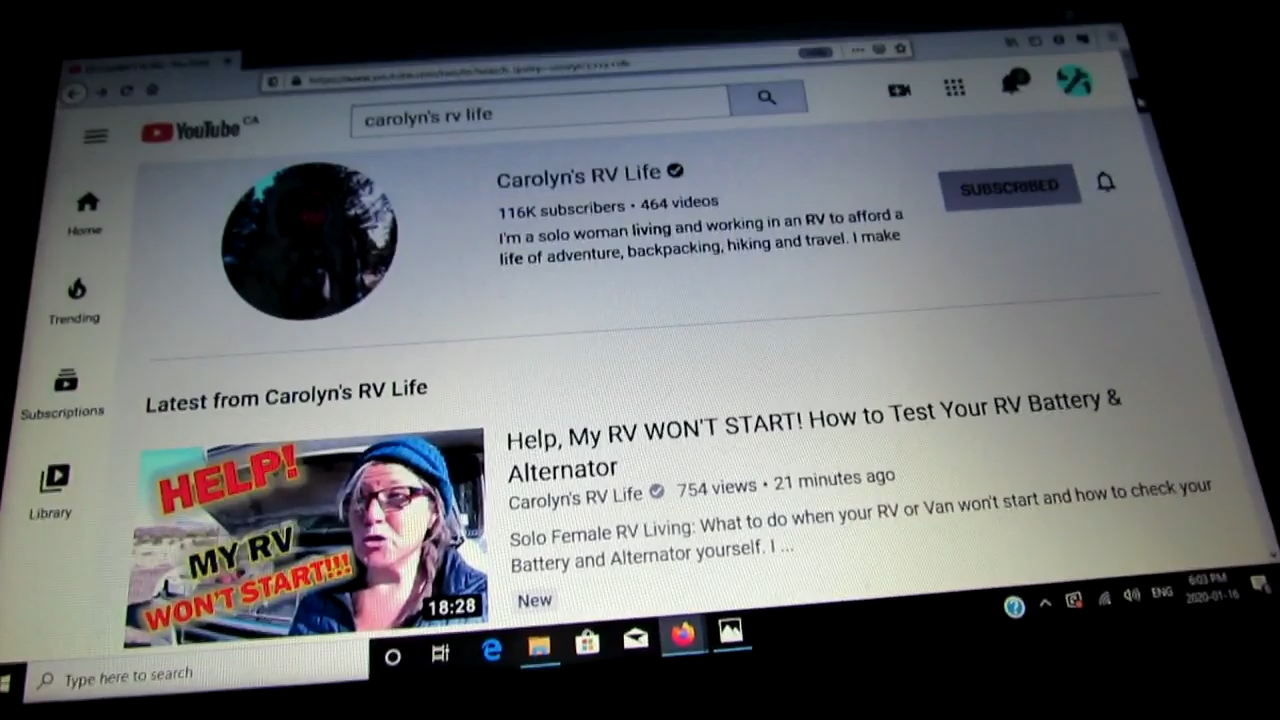 YouTube CA
carolyn's rv life
Carolyn's RV Life
SUBSCRIBED
116K subscribers • 464 videos
I'm a solo woman living and working in an RV to afford a
life of adventure, backpacking, hiking and travel. I make
Home
Trending
Subscriptions
Library
Latest from Carolyn's RV Life
HELP!
MY RV
WON'T START!!!
18:28
Help, My RV WON'T START! How to Test Your RV Battery &
Alternator
Carolyn's RV Life 754 views • 21 minutes ago
Solo Female RV Living: What to do when your RV or Van won't start and how to check your
Battery and Alternator yourself. I ...
New
Type here to search
ENG
6:03 PM
2020-01-16